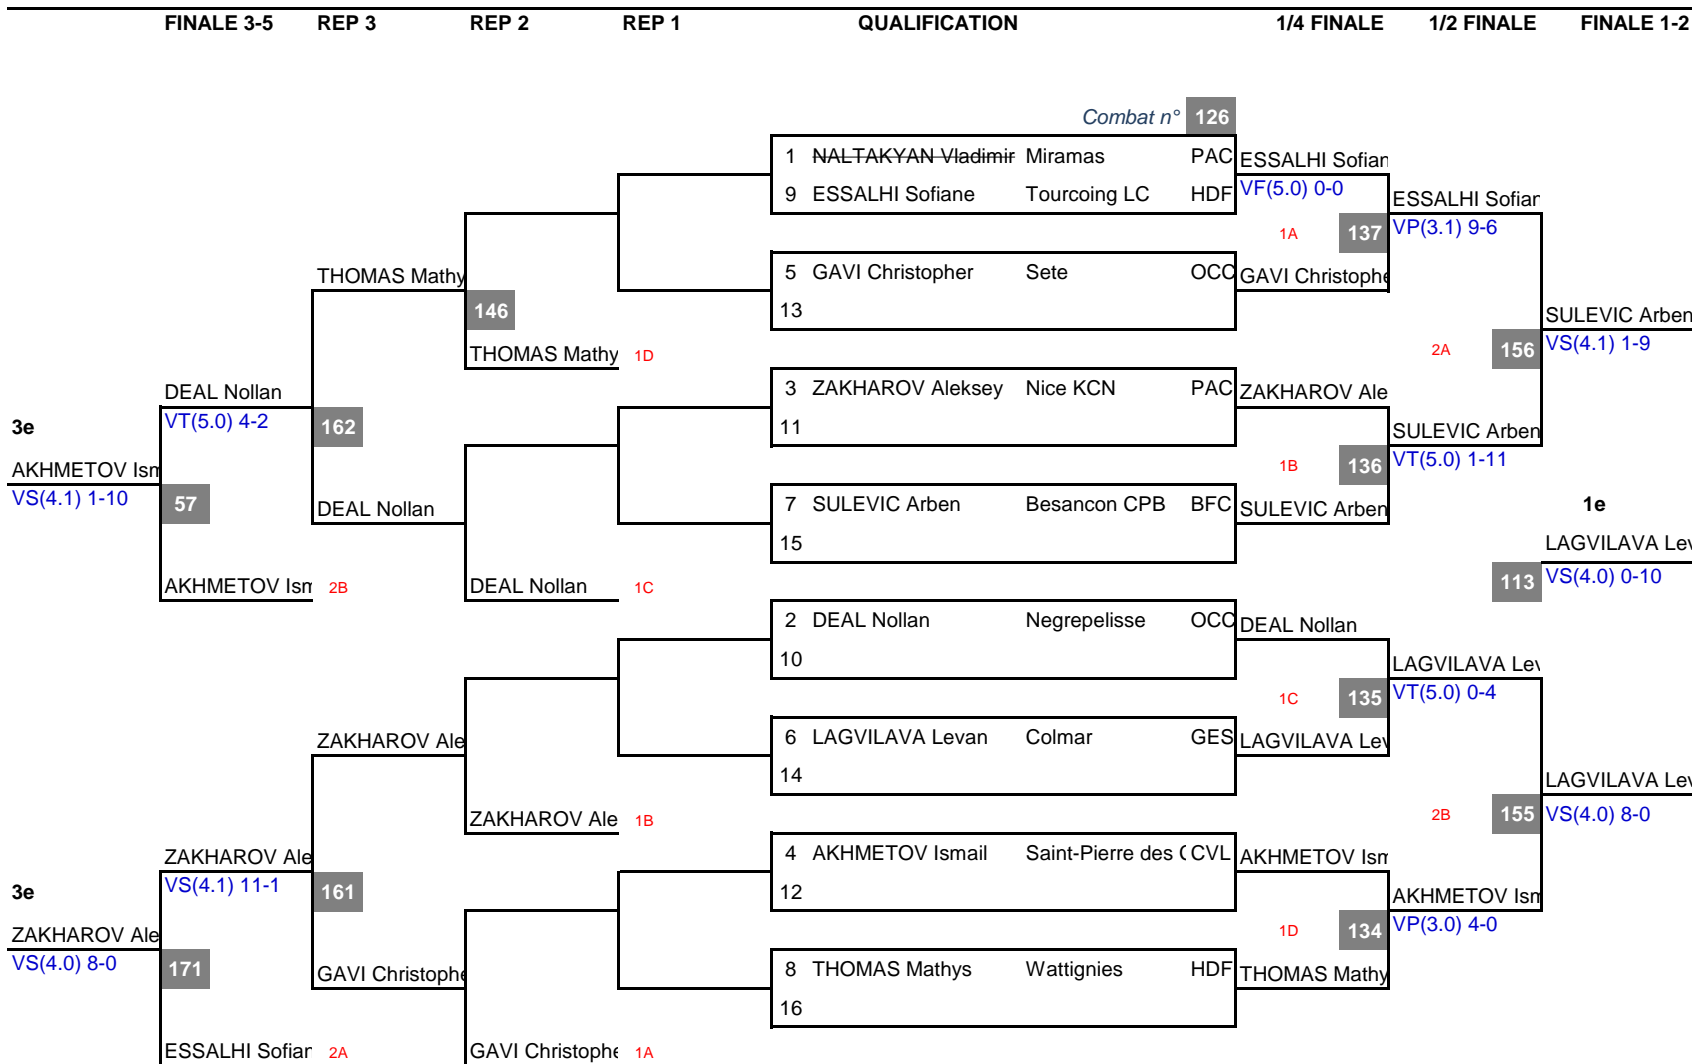 FINALE 3-5 REP 3 REP 2 REP 1 QUALIFICATION 1/4 FINALE 1/2 FINALE FINALE 1-2
Combat n° 126
1 NALTAKYAN Vladimir Miramas PAC ESSALHI Sofian
9 ESSALHI Sofiane Tourcoing LC HDF VF(5.0) 0-0 ESSALHI Sofian
1A 137 VP(3.1) 9-6
THOMAS Mathy 5 GAVI Christopher Sete OCC GAVI Christophe
146 13 SULEVIC Arben
THOMAS Mathy 1D 2A 156 VS(4.1) 1-9
DEAL Nollan 3 ZAKHAROV Aleksey Nice KCN PAC ZAKHAROV Ale
3e VT(5.0) 4-2 162 11 SULEVIC Arben
AKHMETOV Ism 1B 136 VT(5.0) 1-11
VS(4.1) 1-10 57 DEAL Nollan 7 SULEVIC Arben Besancon CPB BFC SULEVIC Arben 1e
15 LAGVILAVA Lev
AKHMETOV Ism 2B DEAL Nollan 1C 113 VS(4.0) 0-10
2 DEAL Nollan Negrepelisse OCC DEAL Nollan
10 LAGVILAVA Lev
1C 135 VT(5.0) 0-4
ZAKHAROV Ale 6 LAGVILAVA Levan Colmar GES LAGVILAVA Lev
14 LAGVILAVA Lev
ZAKHAROV Ale 1B 2B 155 VS(4.0) 8-0
ZAKHAROV Ale 4 AKHMETOV Ismail Saint-Pierre des C CVL AKHMETOV Ism
3e VS(4.1) 11-1 161 12 AKHMETOV Ism
ZAKHAROV Ale 1D 134 VP(3.0) 4-0
VS(4.0) 8-0 171 GAVI Christophe 8 THOMAS Mathys Wattignies HDF THOMAS Mathy
16
ESSALHI Sofian 2A GAVI Christophe 1A